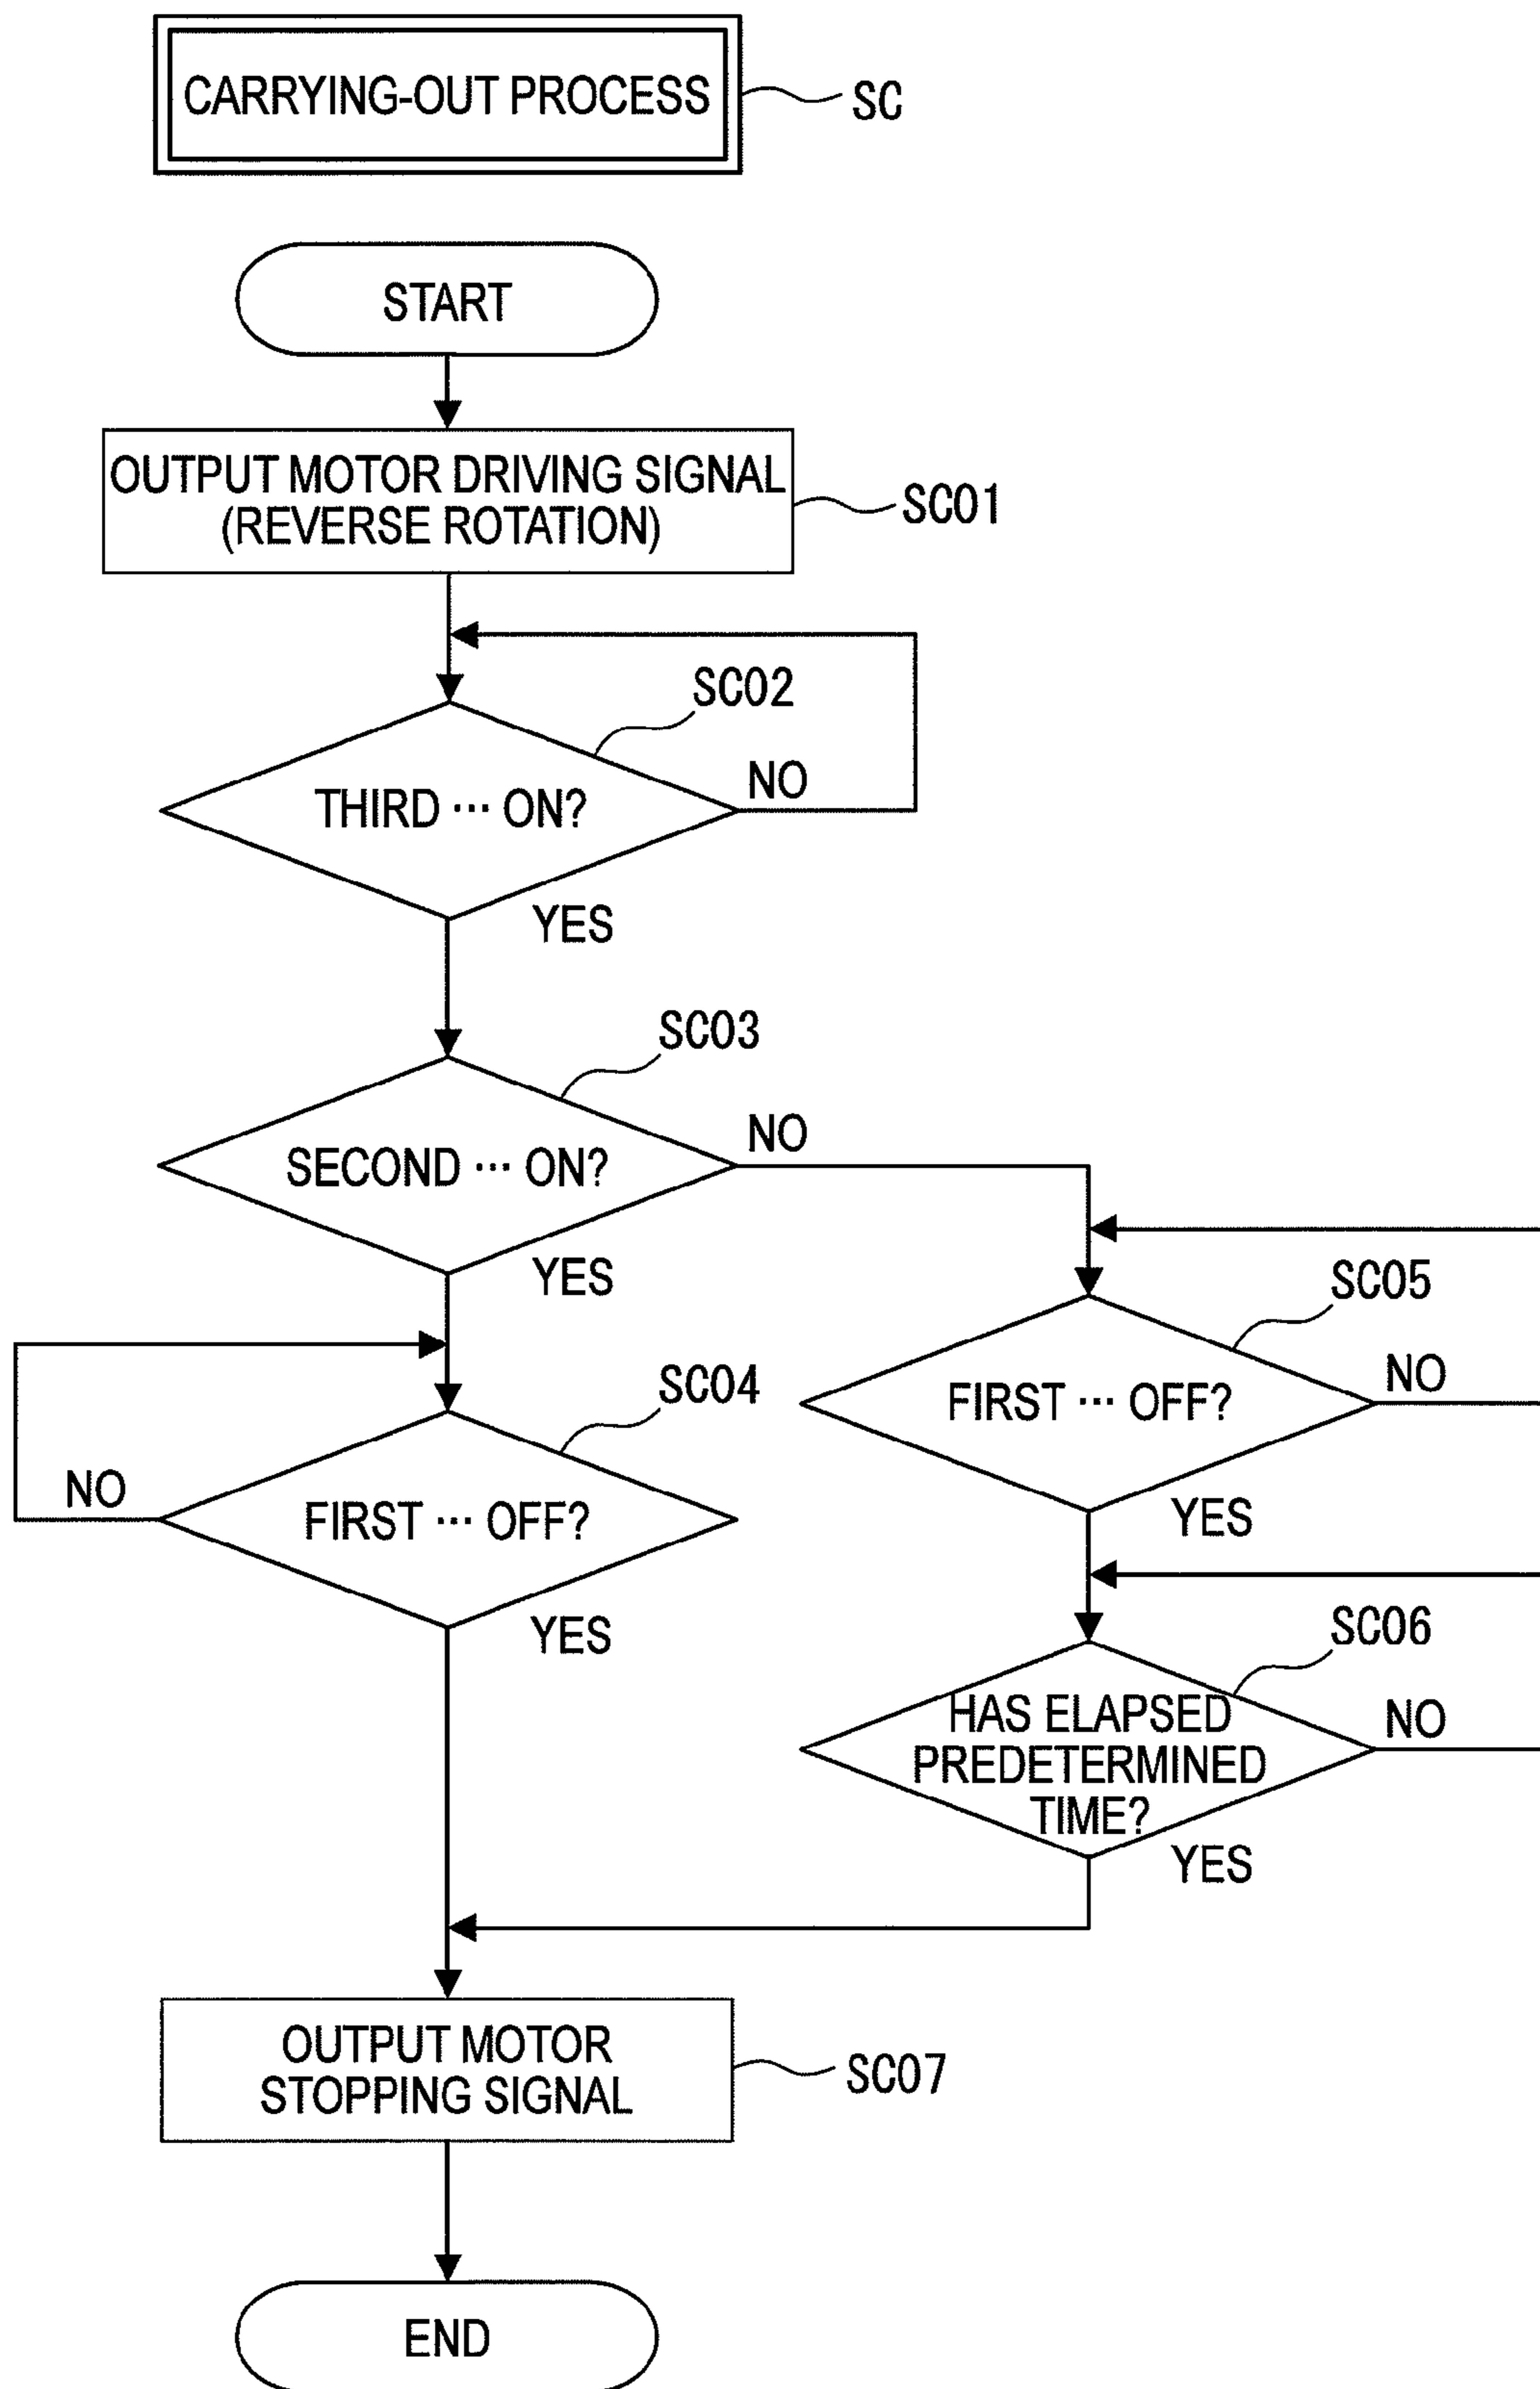 CARRYING-OUT PROCESS
SC
START
OUTPUT MOTOR DRIVING SIGNAL
(REVERSE ROTATION)
SC01
SC02
THIRD ··· ON?
NO
YES
SC03
SECOND ··· ON?
NO
YES
SC05
FIRST ··· OFF?
NO
YES
SC04
FIRST ··· OFF?
NO
YES
SC06
HAS ELAPSED
PREDETERMINED
TIME?
NO
YES
OUTPUT MOTOR
STOPPING SIGNAL
SC07
END